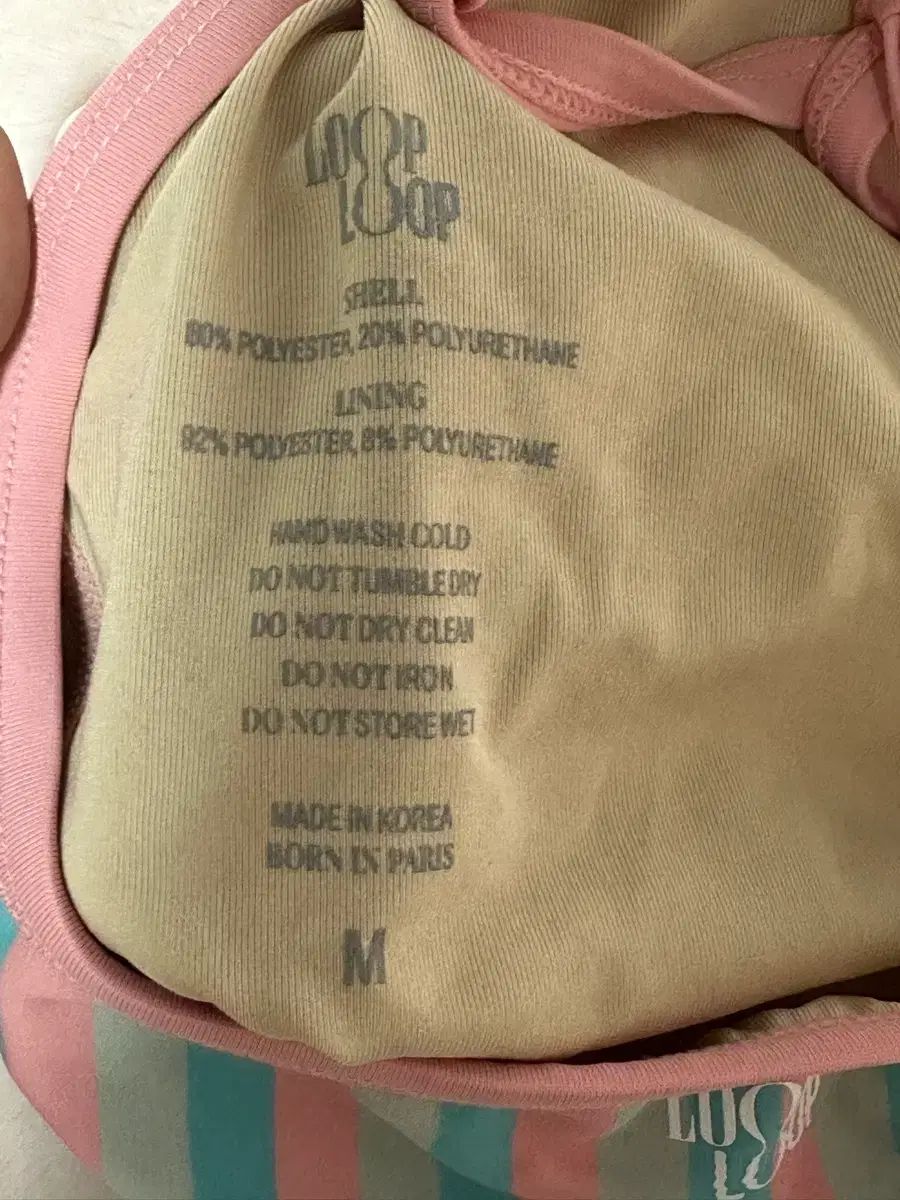 LOOP
LOOP
SHELL
80% POLYESTER, 20% POLYURETHANE
LINING
92% POLYESTER, 8% POLYURETHANE
HAND WASH COLD
DO NOT TUMBLE DRY
DO NOT DRY CLEAN
DO NOT IRON
DO NOT STORE WET
MADE IN KOREA
BORN IN PARIS
M
LOOP